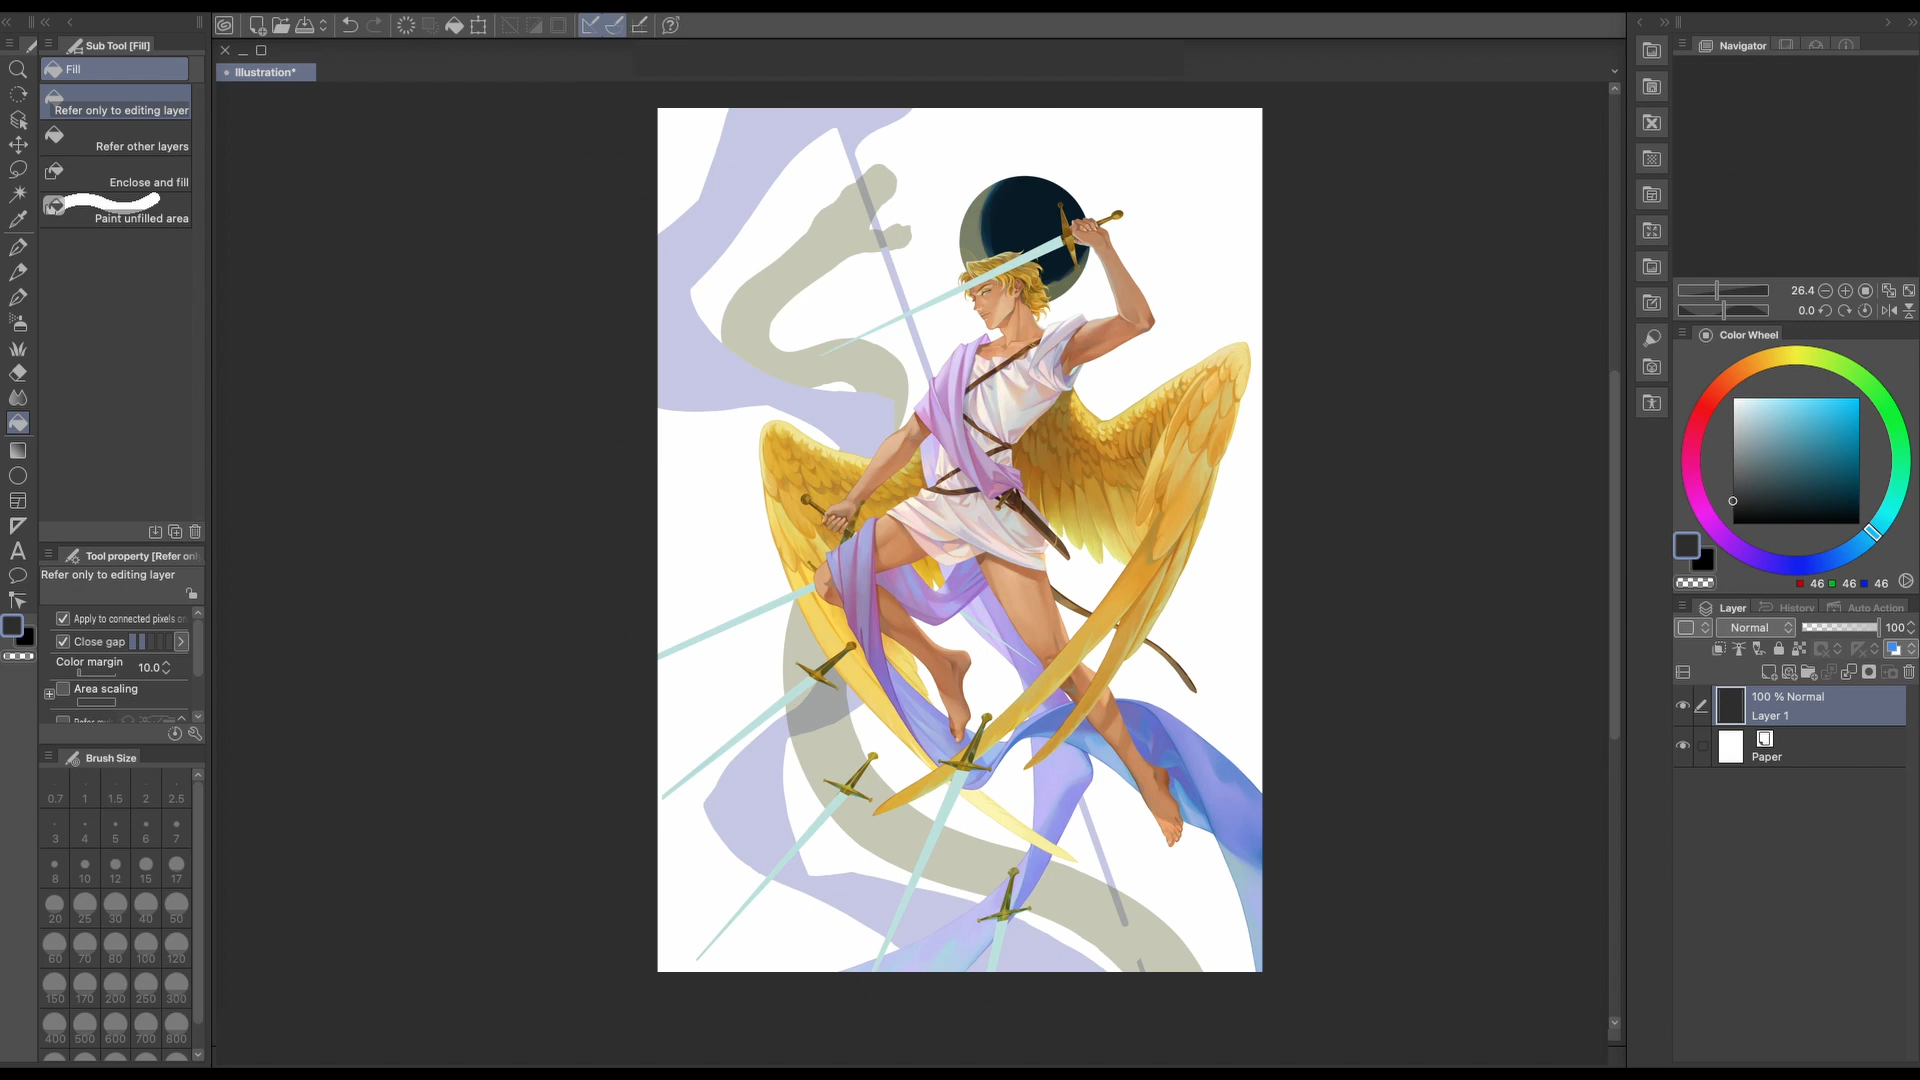 Sub Tool [Fill]
Fill
Refer only to editing layer
Refer other layers
Enclose and fill
Paint unfilled area
Tool property [Refer onl
Refer only to editing layer
Apply to connected pixels o
Close gap
Color margin 10.0
Area scaling
Brush Size
0.7 1 1.5 2 2.5
3 4 5 6 7
8 10 12 15 17
20 25 30 40 50
60 70 80 100 120
150 170 200 250 300
400 500 600 700 800
Illustration*
Navigator
26.4
0.0
Color Wheel
46 46 46
Layer History Auto Action
Normal 100
100 % Normal
Layer 1
Paper